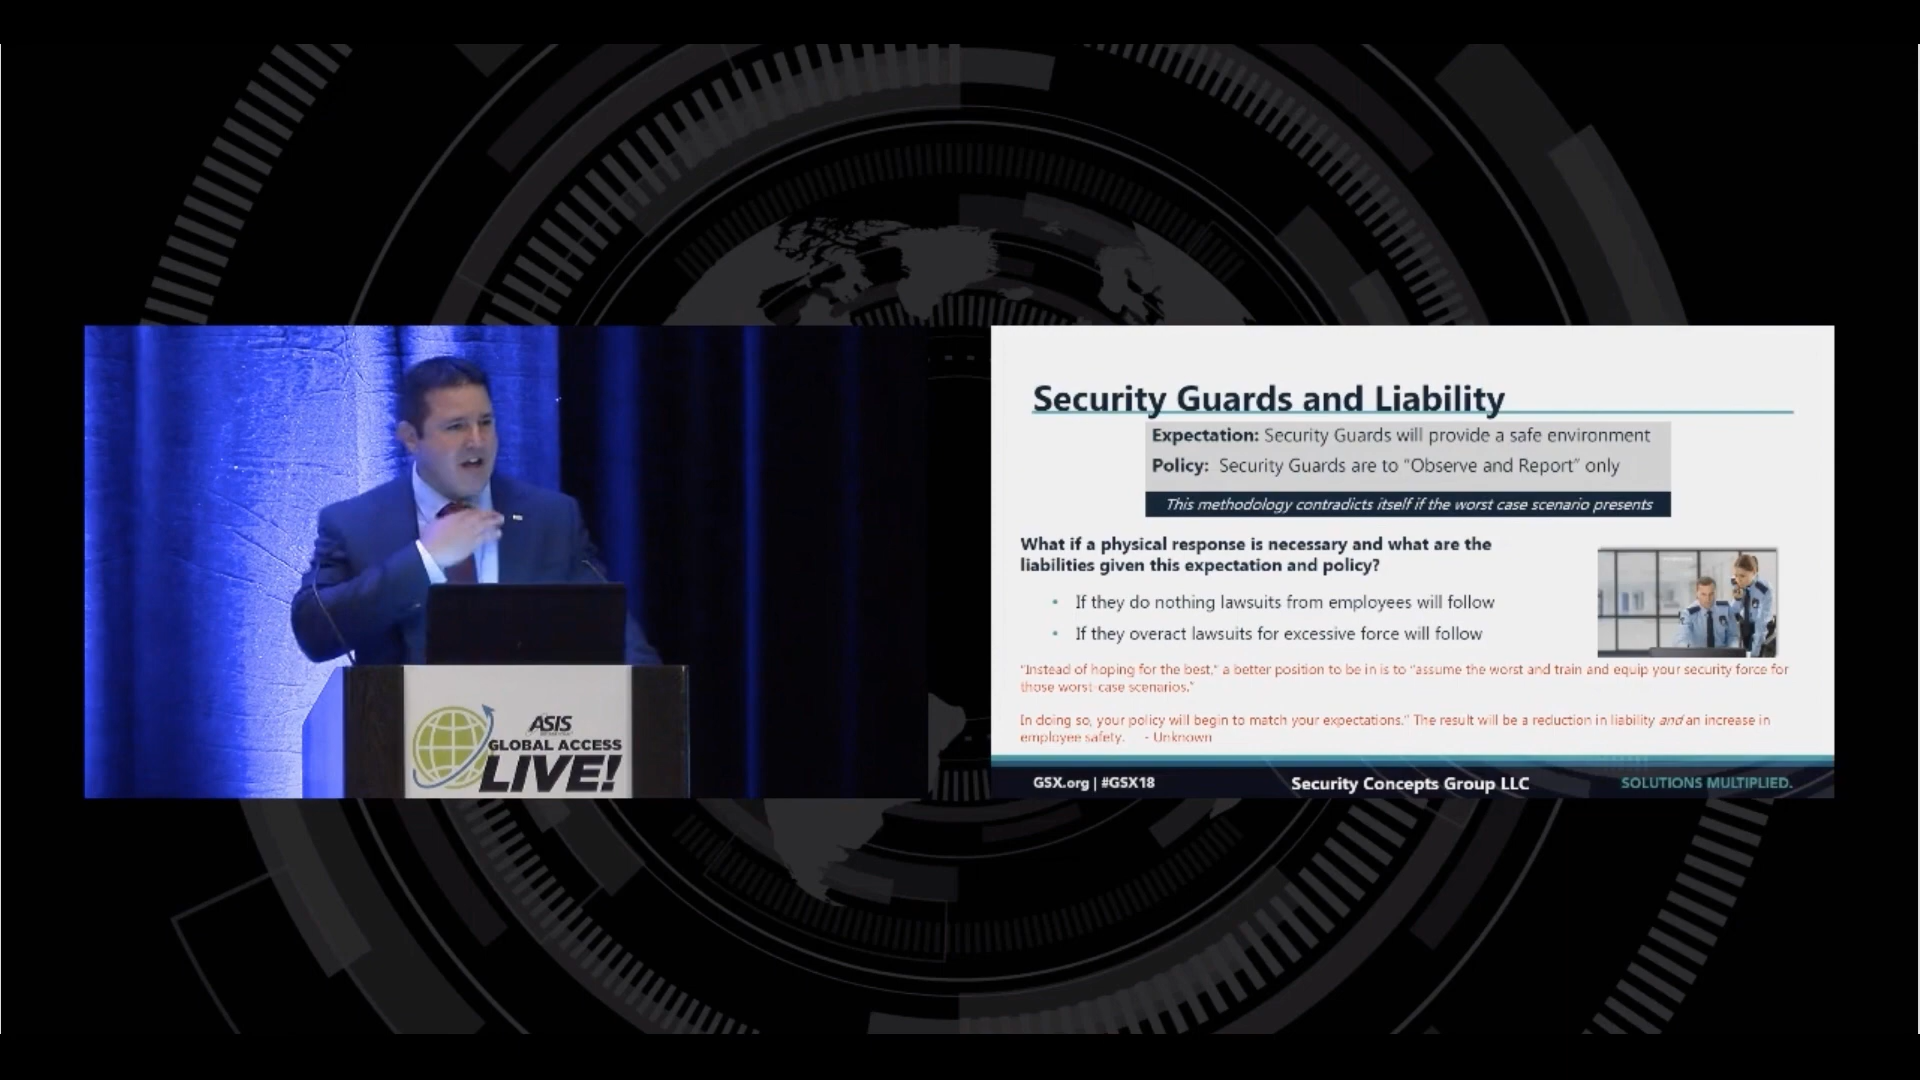 ASIS
GLOBAL ACCESS
LIVE!
Security Guards and Liability
Expectation: Security Guards will provide a safe environment
Policy: Security Guards are to "Observe and Report" only
This methodology contradicts itself if the worst case scenario presents
What if a physical response is necessary and what are the
liabilities given this expectation and policy?
• If they do nothing lawsuits from employees will follow
• If they overact lawsuits for excessive force will follow
"Instead of hoping for the best," a better position to be in is to "assume the worst and train and equip your security force for
those worst-case scenarios."
In doing so, your policy will begin to match your expectations." The result will be a reduction in liability and an increase in
employee safety. - Unknown
GSX.org | #GSX18
Security Concepts Group LLC
SOLUTIONS MULTIPLIED.